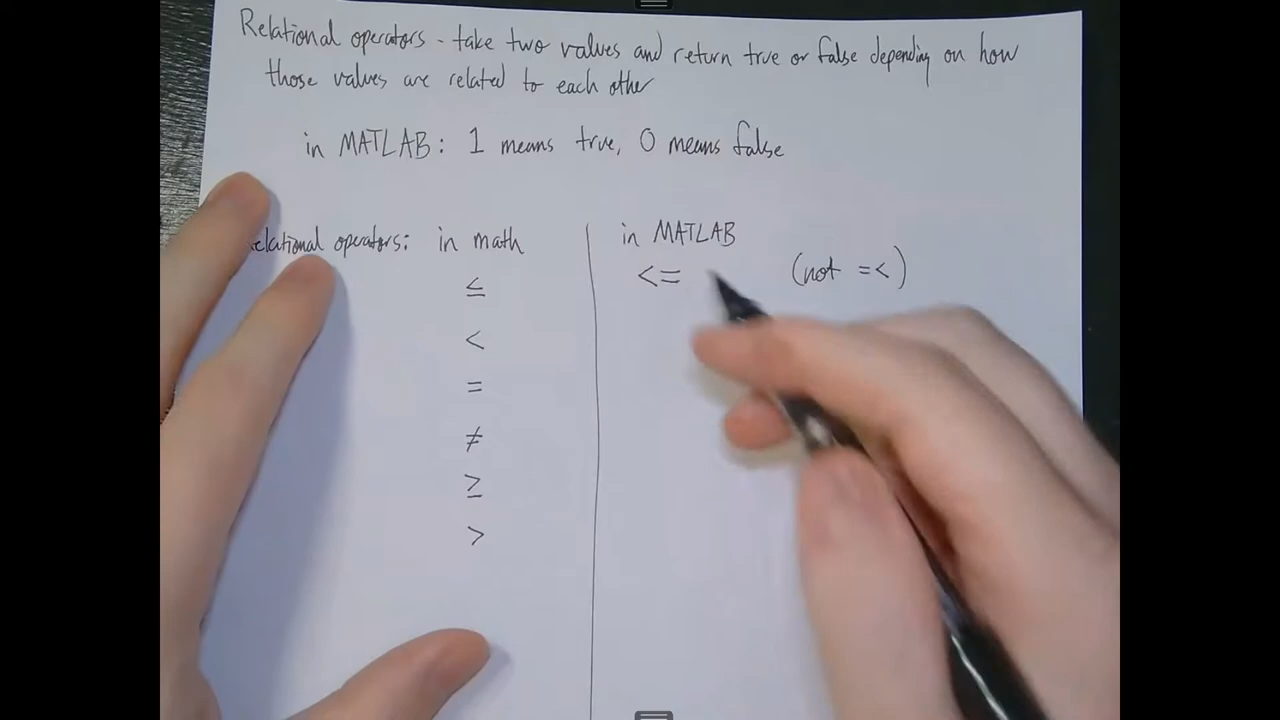 Relational operators - take two values and return true or false depending on how
those values are related to each other
in MATLAB: 1 means true, 0 means false
elational operators: in math
in MATLAB
≤
<= (not =<)
<
=
≠
≥
>